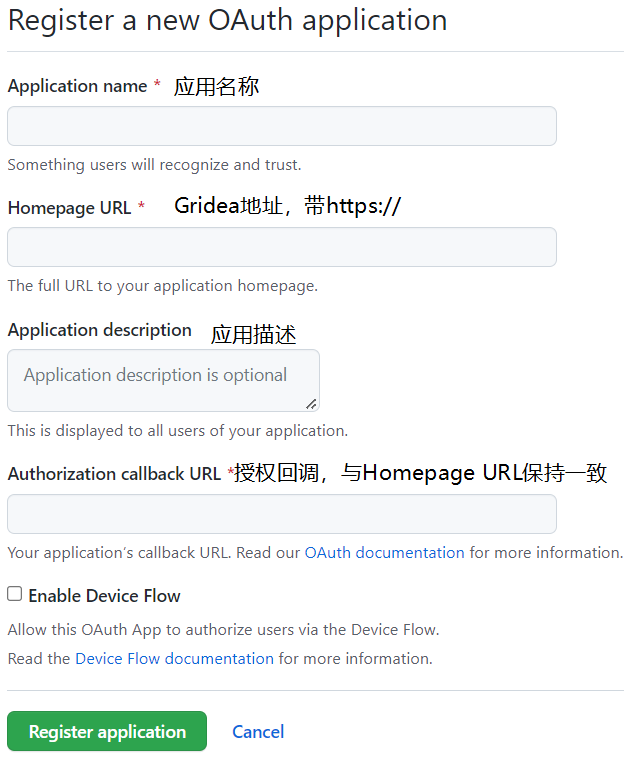 Register a new OAuth application
Application name * 应用名称
Something users will recognize and trust.
Homepage URL * Gridea地址，带https://
The full URL to your application homepage.
Application description 应用描述
Application description is optional
This is displayed to all users of your application.
Authorization callback URL *授权回调，与Homepage URL保持一致
Your application’s callback URL. Read our OAuth documentation for more information.
Enable Device Flow
Allow this OAuth App to authorize users via the Device Flow.
Read the Device Flow documentation for more information.
Register application Cancel